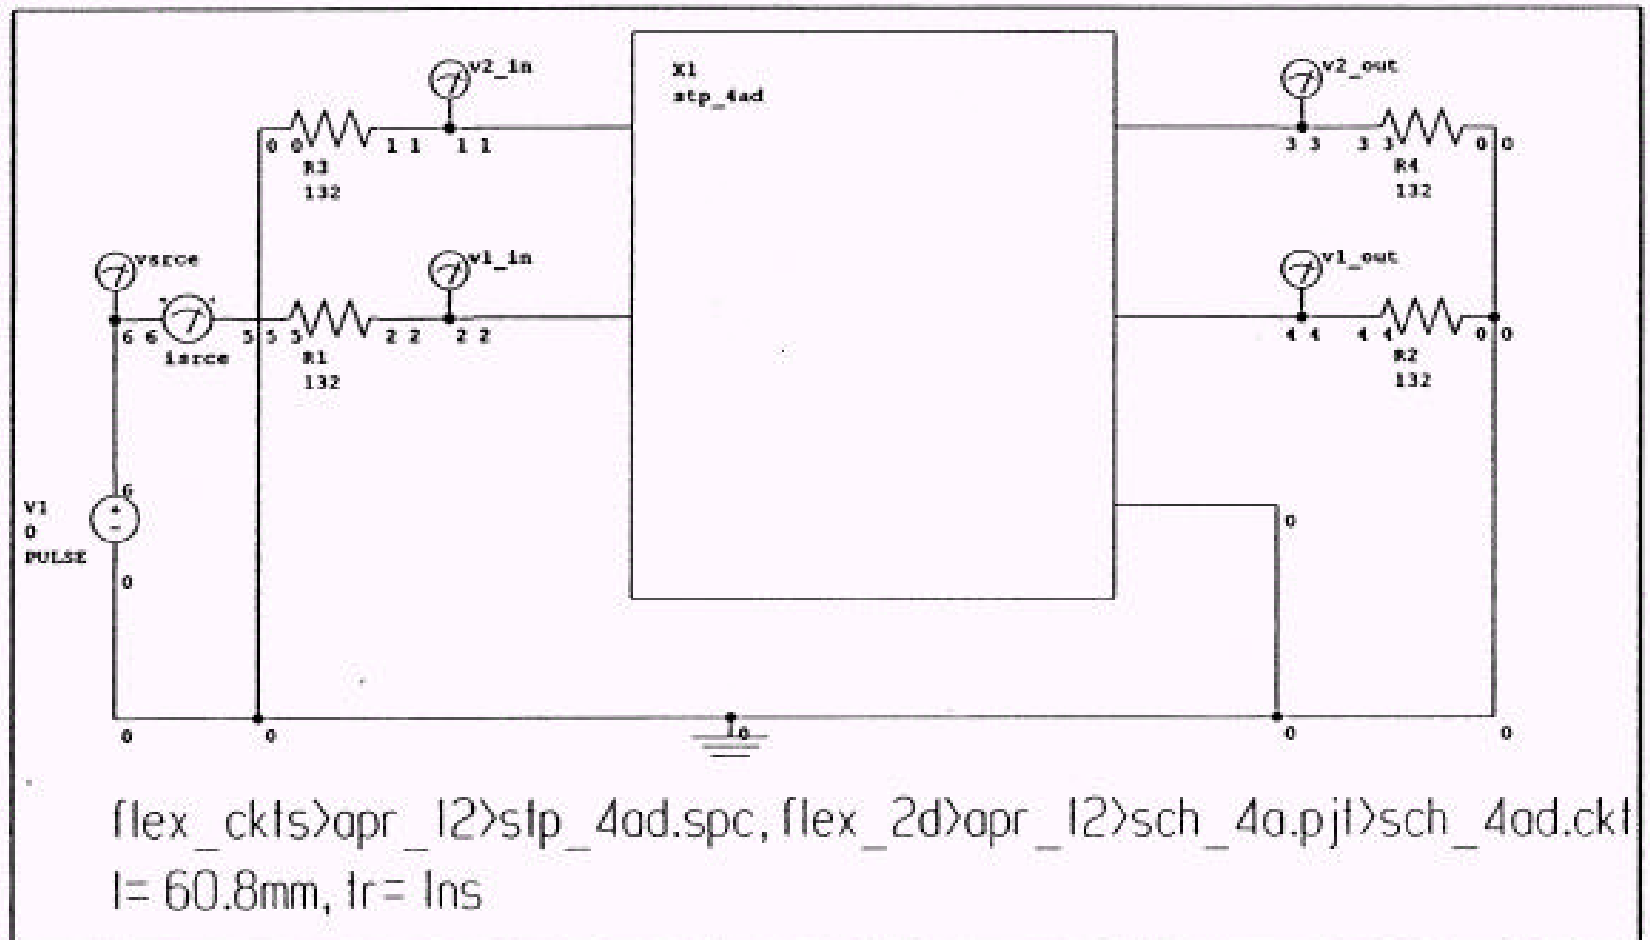 v2_in
X1
stp_4ad
v2_out
0 0
1 1
1 1
3 3
3 3
0 0
R3
132
R4
132
vsrce
v1_in
v1_out
6 6
isrce
5 5 5
2 2
2 2
4 4
4 4
0 0
R1
132
R2
132
6
V1
0
PULSE
0
0
0
0
0
0
0
flex_ckts>apr_12>stp_4ad.spc, flex_2d>apr_12>sch_4a.pjt>sch_4ad.ckt
l= 60.8mm, tr= 1ns